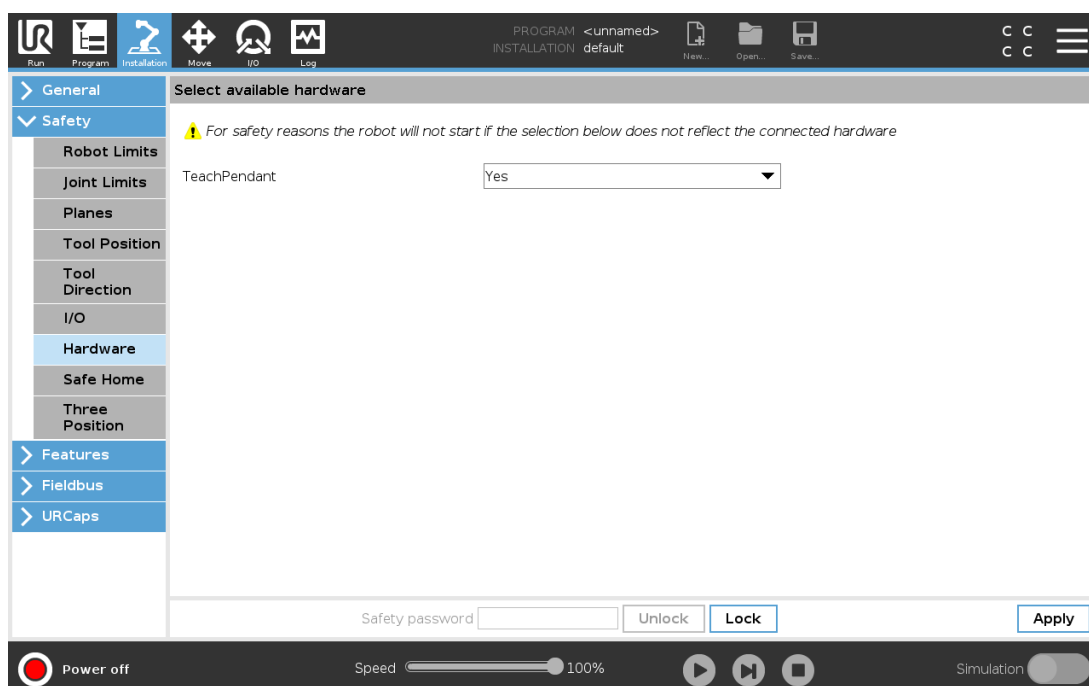 PROGRAM <unnamed>
INSTALLATION default
C C
C C
UR
Run Program Installation Move I/O Log New... Open... Save...
General
Safety
Robot Limits
Joint Limits
Planes
Tool Position
Tool
Direction
I/O
Hardware
Safe Home
Three
Position
Features
Fieldbus
URCaps
Select available hardware
For safety reasons the robot will not start if the selection below does not reflect the connected hardware
TeachPendant Yes
Safety password Unlock Lock Apply
Power off Speed 100% Simulation